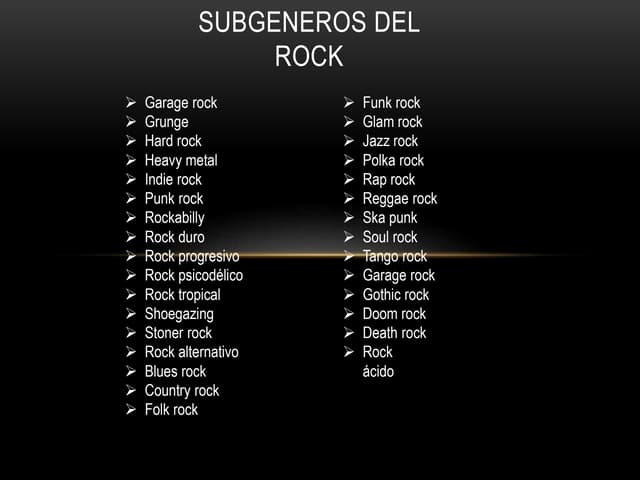 SUBGENEROS DEL
ROCK
➢ Garage rock
➢ Grunge
➢ Hard rock
➢ Heavy metal
➢ Indie rock
➢ Punk rock
➢ Rockabilly
➢ Rock duro
➢ Rock progresivo
➢ Rock psicodélico
➢ Rock tropical
➢ Shoegazing
➢ Stoner rock
➢ Rock alternativo
➢ Blues rock
➢ Country rock
➢ Folk rock
➢ Funk rock
➢ Glam rock
➢ Jazz rock
➢ Polka rock
➢ Rap rock
➢ Reggae rock
➢ Ska punk
➢ Soul rock
➢ Tango rock
➢ Garage rock
➢ Gothic rock
➢ Doom rock
➢ Death rock
➢ Rock
ácido